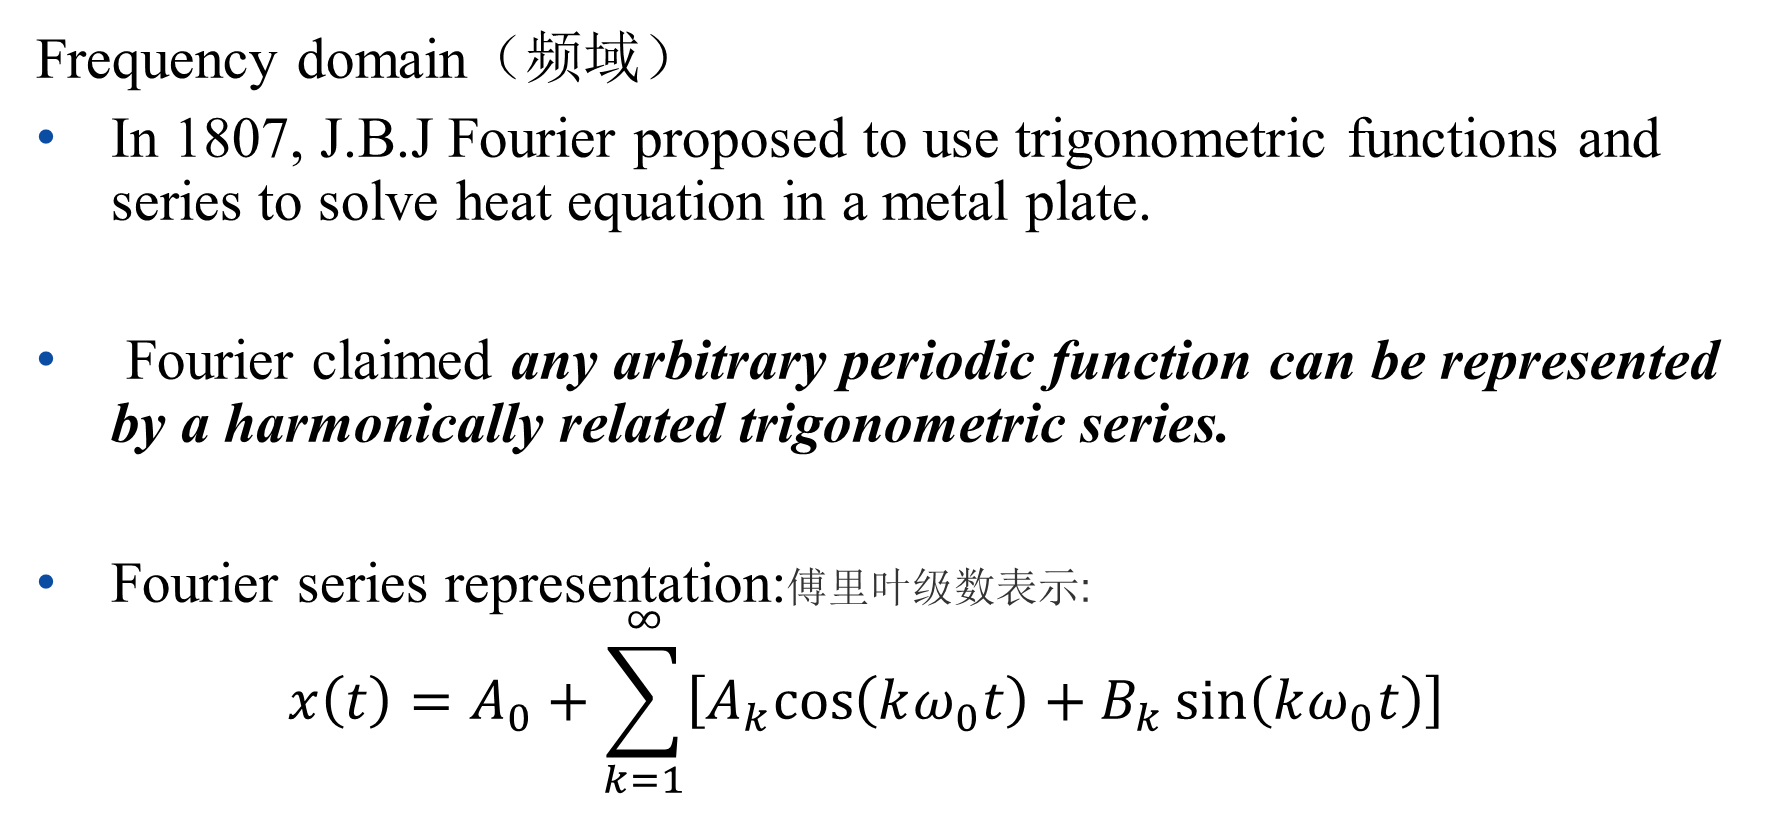 Frequency domain（频域）
• In 1807, J.B.J Fourier proposed to use trigonometric functions and
series to solve heat equation in a metal plate.
• Fourier claimed any arbitrary periodic function can be represented
by a harmonically related trigonometric series.
• Fourier series representation:傅里叶级数表示:
x(t) = A₀ + ∑_{k=1}^{∞} [A_k cos(kω₀t) + B_k sin(kω₀t)]